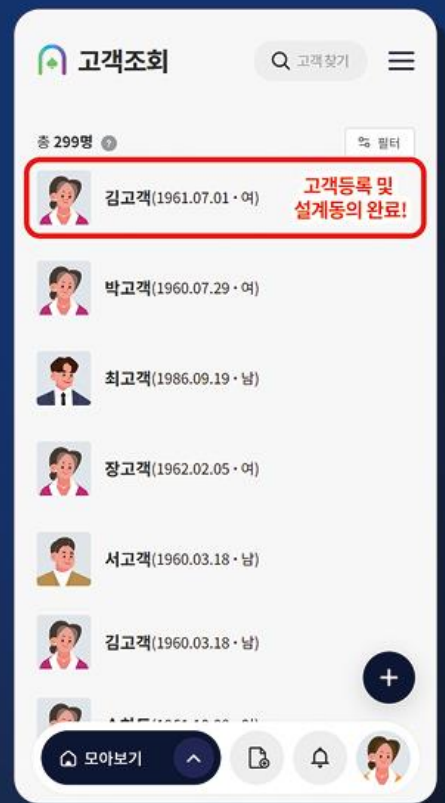 고객조회
고객찾기
총 299명
필터
김고객(1961.07.01·여)
고객등록 및
설계동의 완료!
박고객(1960.07.29·여)
최고객(1986.09.19·남)
장고객(1962.02.05·여)
서고객(1960.03.18·남)
김고객(1960.03.18·남)
모아보기